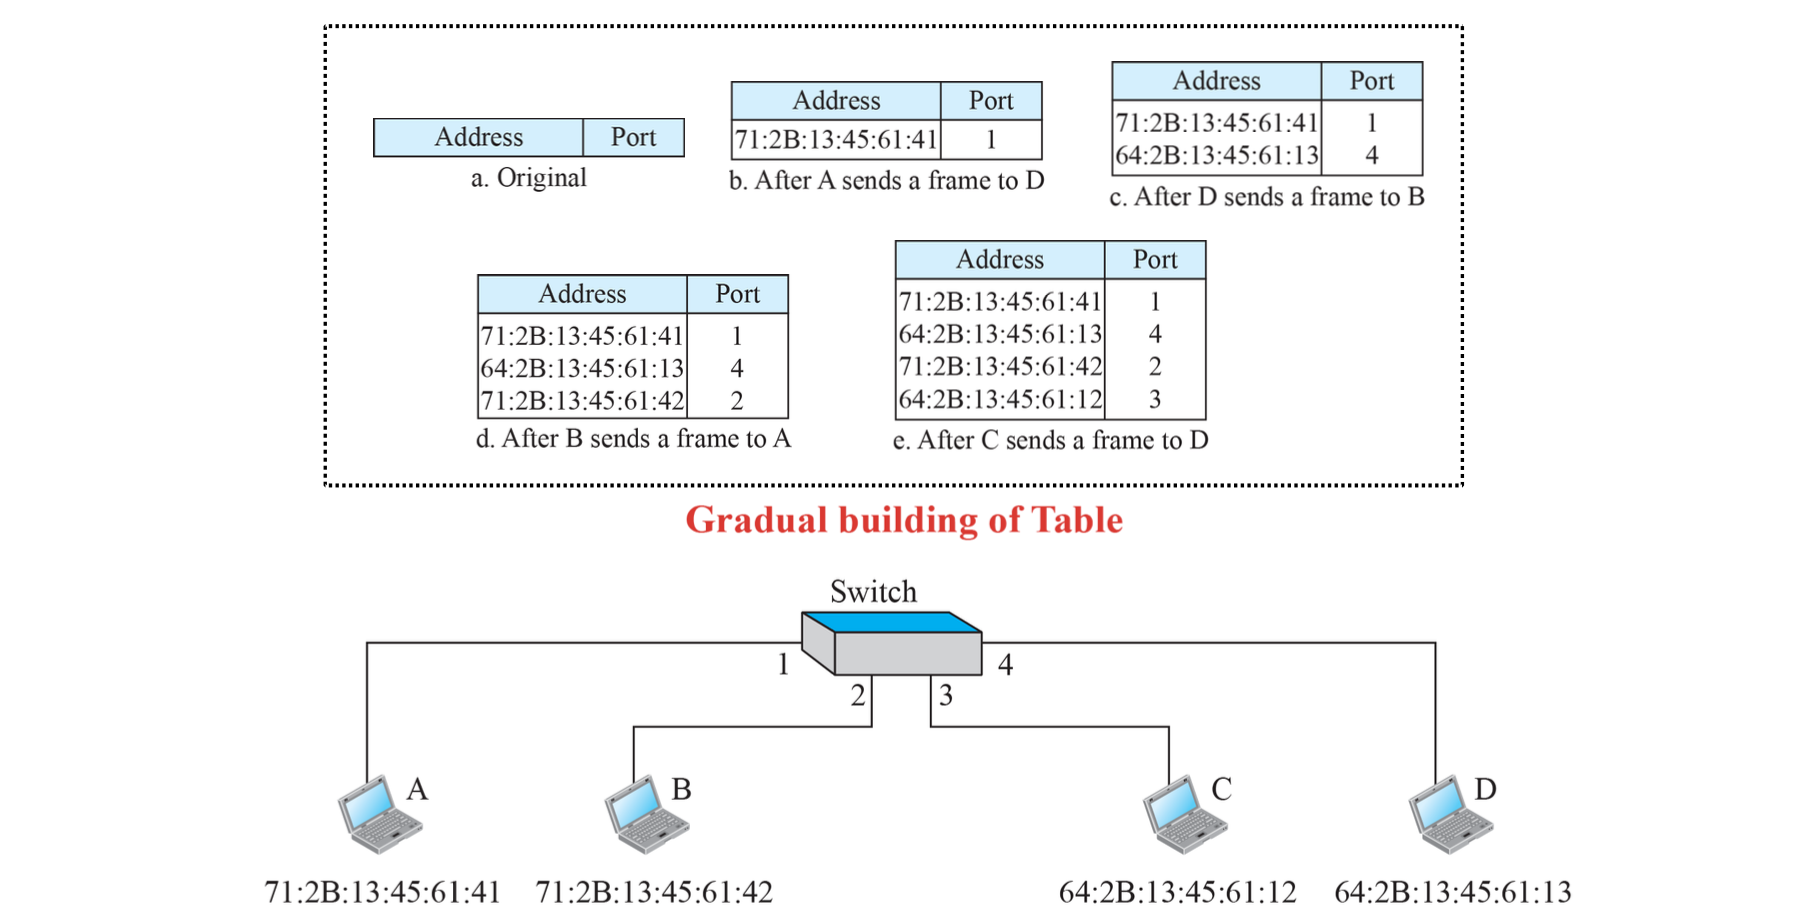 Address Port
a. Original
Address Port
71:2B:13:45:61:41 1
b. After A sends a frame to D
Address Port
71:2B:13:45:61:41 1
64:2B:13:45:61:13 4
c. After D sends a frame to B
Address Port
71:2B:13:45:61:41 1
64:2B:13:45:61:13 4
71:2B:13:45:61:42 2
d. After B sends a frame to A
Address Port
71:2B:13:45:61:41 1
64:2B:13:45:61:13 4
71:2B:13:45:61:42 2
64:2B:13:45:61:12 3
e. After C sends a frame to D
Gradual building of Table
Switch
1 4
2 3
A B C D
71:2B:13:45:61:41 71:2B:13:45:61:42 64:2B:13:45:61:12 64:2B:13:45:61:13